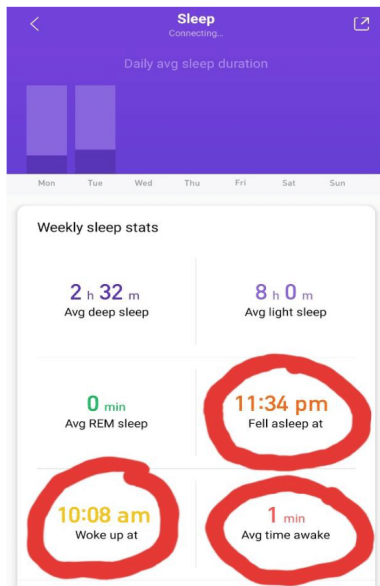 Sleep
Connecting...
Daily avg sleep duration
Mon Tue Wed Thu Fri Sat Sun
Weekly sleep stats
2 h 32 m
Avg deep sleep
8 h 0 m
Avg light sleep
0 min
Avg REM sleep
11:34 pm
Fell asleep at
10:08 am
Woke up at
1 min
Avg time awake